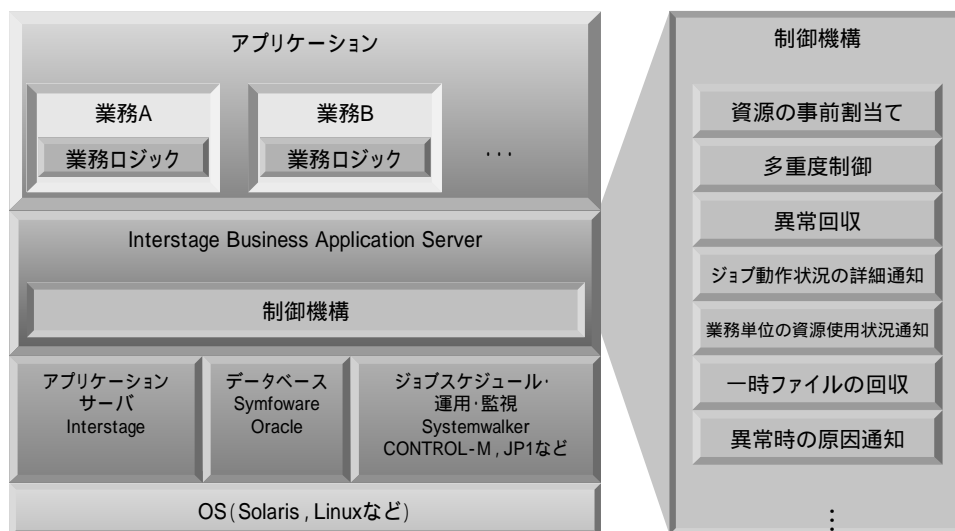 アプリケーション
業務A
業務ロジック
業務B
業務ロジック
...
Interstage Business Application Server
制御機構
アプリケーション
サーバ
Interstage
データベース
Symfoware
Oracle
ジョブスケジュール・
運用・監視
Systemwalker
CONTROL-M , JP1など
OS(Solaris , Linuxなど)
制御機構
資源の事前割当て
多重度制御
異常回収
ジョブ動作状況の詳細通知
業務単位の資源使用状況通知
一時ファイルの回収
異常時の原因通知
⋮